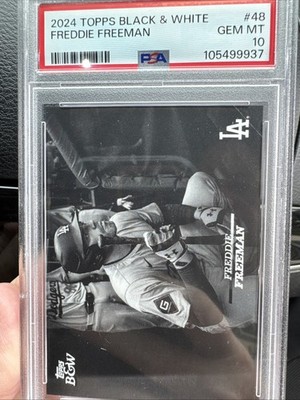 2024 TOPPS BLACK & WHITE #48
FREDDIE FREEMAN GEM MT
PSA 10
105499937
LA
FREDDIE
FREEMAN
Dodgers
Topps
B&W